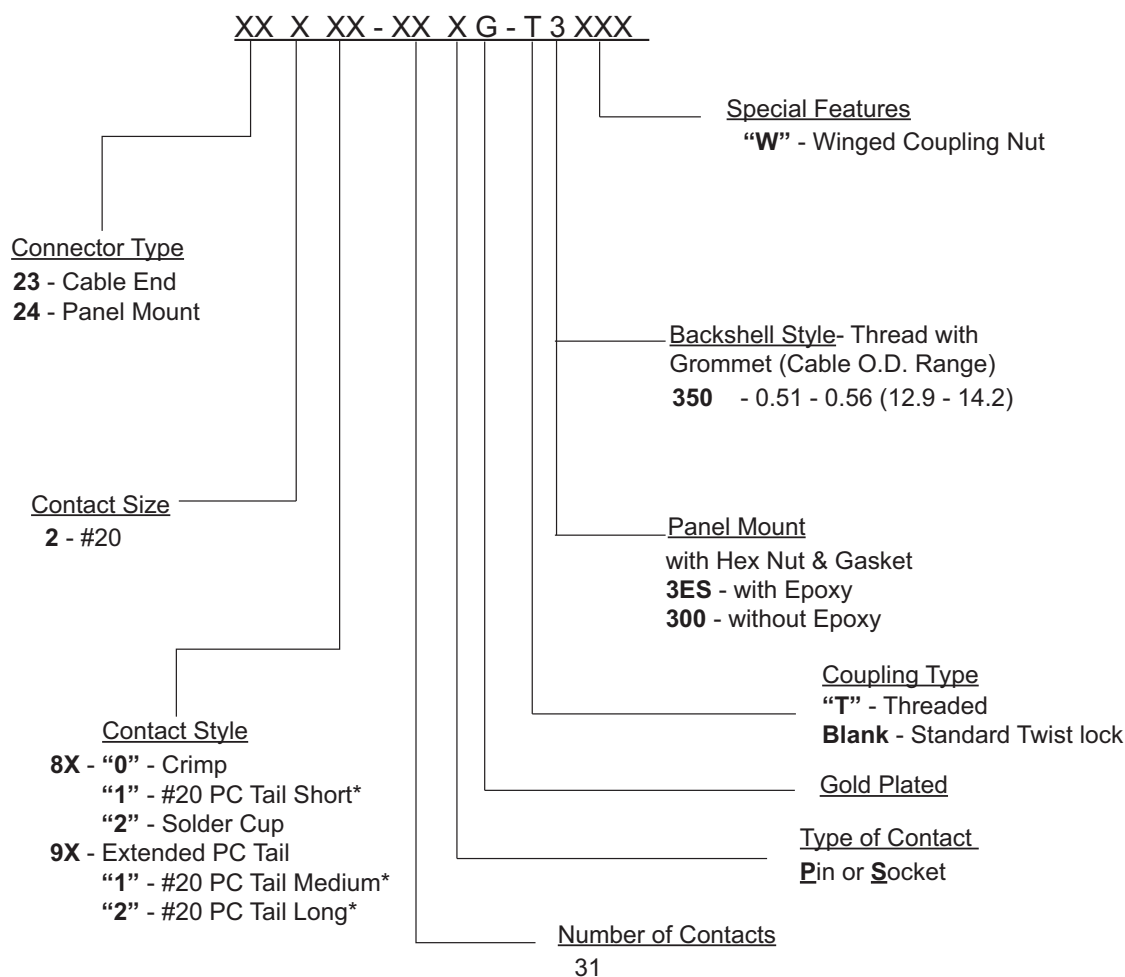 XX X XX - XX X G - T 3 XXX
Special Features
“W” - Winged Coupling Nut
Connector Type
23 - Cable End
24 - Panel Mount
Backshell Style- Thread with
Grommet (Cable O.D. Range)
350 - 0.51 - 0.56 (12.9 - 14.2)
Contact Size
2 - #20
Panel Mount
with Hex Nut & Gasket
3ES - with Epoxy
300 - without Epoxy
Coupling Type
“T” - Threaded
Blank - Standard Twist lock
Contact Style
8X - “0” - Crimp
“1” - #20 PC Tail Short*
“2” - Solder Cup
9X - Extended PC Tail
“1” - #20 PC Tail Medium*
“2” - #20 PC Tail Long*
Gold Plated
Type of Contact
Pin or Socket
Number of Contacts
31